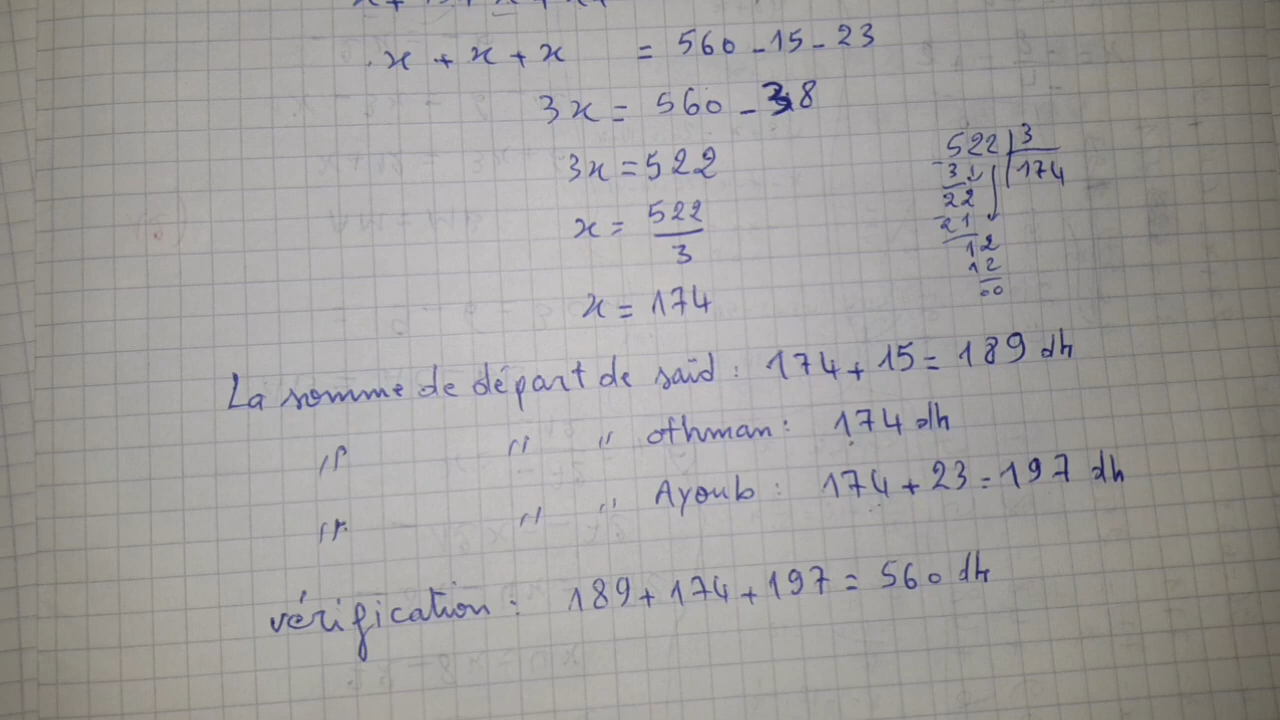 x + x + x = 560 - 15 - 23
3x = 560 - 38
3x = 522
x = 522/3
x = 174
522 | 3
3 174
22
21
12
12
00
La somme de départ de saïd : 174 + 15 = 189 dh
" " " othman : 174 dh
" " " Ayoub : 174 + 23 = 197 dh
vérification : 189 + 174 + 197 = 560 dh